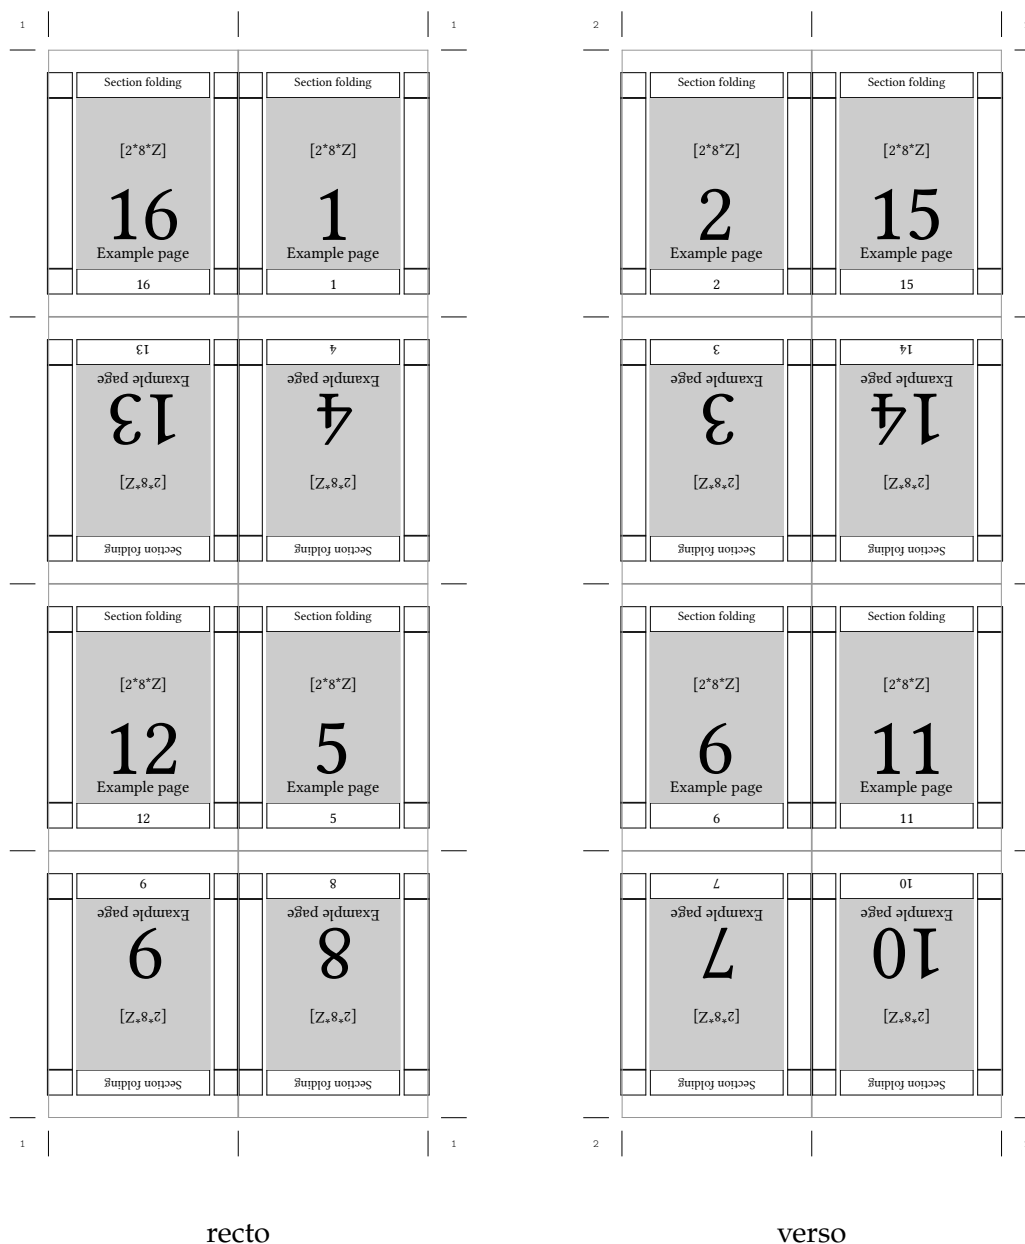 1 1 2
Section folding Section folding Section folding Section folding
[2*8*Z] [2*8*Z] [2*8*Z] [2*8*Z]
16 1 2 15
Example page Example page Example page Example page
16 1 2 15
13 4 3 14
Example page Example page Example page Example page
13 4 3 14
[2*8*Z] [2*8*Z] [2*8*Z] [2*8*Z]
Section folding Section folding Section folding Section folding
Section folding Section folding Section folding Section folding
[2*8*Z] [2*8*Z] [2*8*Z] [2*8*Z]
12 5 6 11
Example page Example page Example page Example page
12 5 6 11
9 8 7 10
Example page Example page Example page Example page
9 8 7 10
[2*8*Z] [2*8*Z] [2*8*Z] [2*8*Z]
Section folding Section folding Section folding Section folding
1 1 2
recto verso